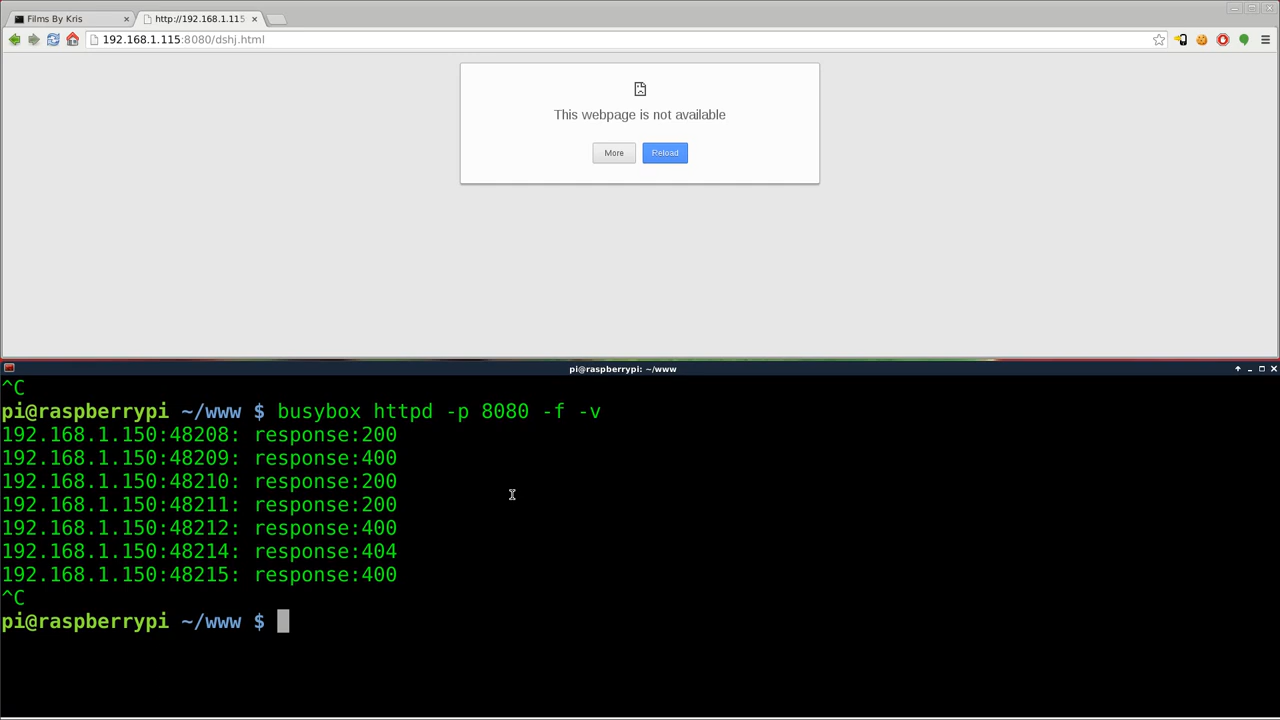 Films By Kris
http://192.168.1.115
192.168.1.115:8080/dshj.html
This webpage is not available
More
Reload
pi@raspberrypi: ~/www
^C
pi@raspberrypi ~/www $ busybox httpd -p 8080 -f -v
192.168.1.150:48208: response:200
192.168.1.150:48209: response:400
192.168.1.150:48210: response:200
192.168.1.150:48211: response:200
192.168.1.150:48212: response:400
192.168.1.150:48214: response:404
192.168.1.150:48215: response:400
^C
pi@raspberrypi ~/www $